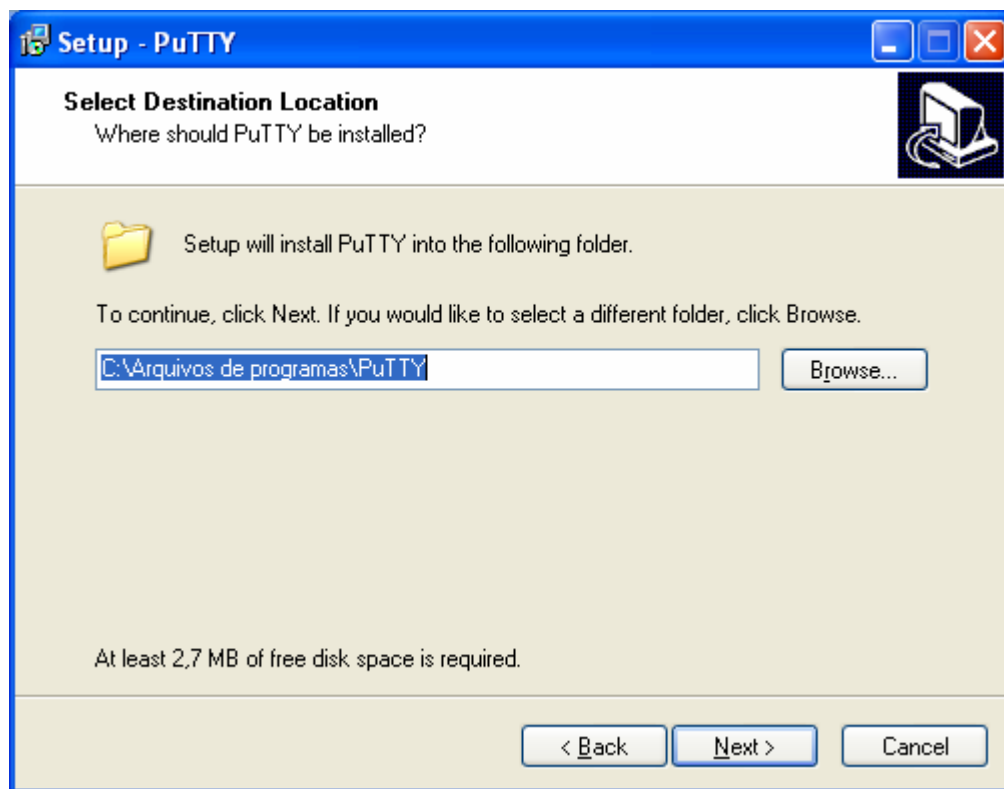 Setup - PuTTY
Select Destination Location
Where should PuTTY be installed?
Setup will install PuTTY into the following folder.
To continue, click Next. If you would like to select a different folder, click Browse.
C:\Arquivos de programas\PuTTY
Browse...
At least 2,7 MB of free disk space is required.
< Back
Next >
Cancel